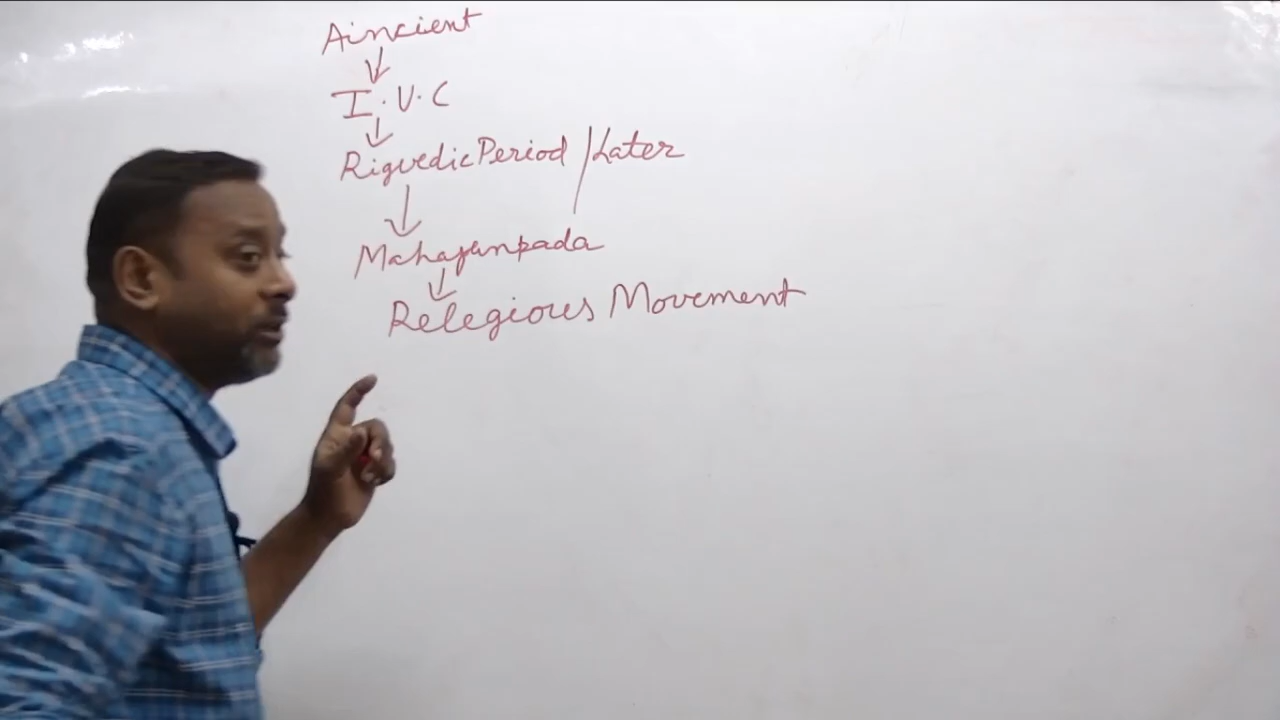 Aincient
I.V.C
Rigvedic Period / Later
Mahajanpada
Relegious Movement